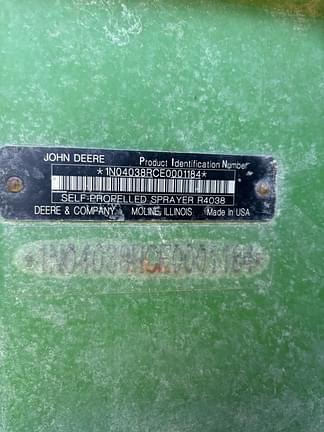 JOHN DEERE Product Identification Number
*1N04038RCE0001184*
SELF-PROPELLED SPRAYER R4038
DEERE & COMPANY MOLINE, ILLINOIS Made In USA